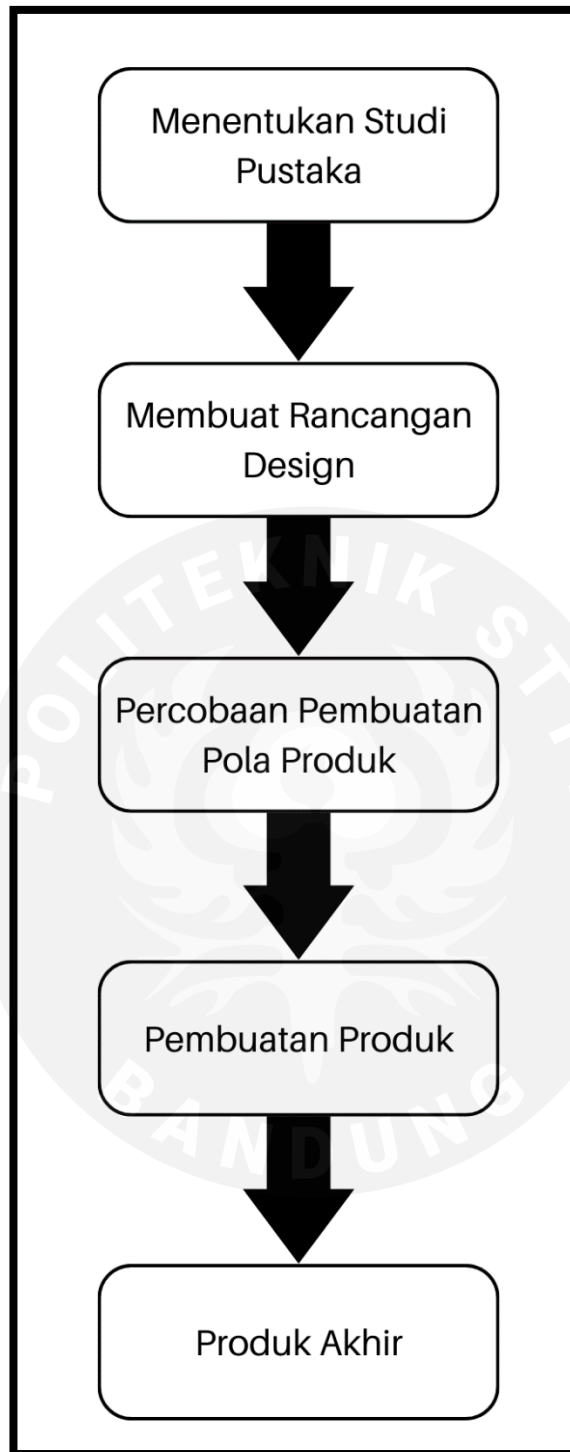 Menentukan Studi
Pustaka
Membuat Rancangan
Design
Percobaan Pembuatan
Pola Produk
Pembuatan Produk
Produk Akhir
POLITEKNIK
BANDUNG